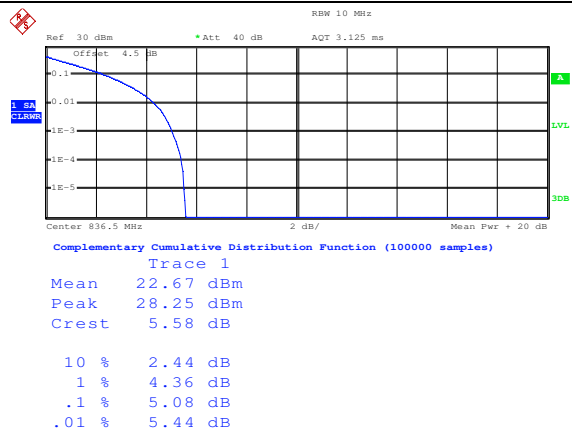 RBW 10 MHz
Ref 30 dBm *Att 40 dB AQT 3.125 ms
Offset 4.5 dB
0.1
A
1 SA
CLRWR
0.01
LVL
1E-3
1E-4
1E-5
3DB
Center 836.5 MHz 2 dB/ Mean Pwr + 20 dB
Complementary Cumulative Distribution Function (100000 samples)
Trace 1
Mean 22.67 dBm
Peak 28.25 dBm
Crest 5.58 dB
10 % 2.44 dB
1 % 4.36 dB
.1 % 5.08 dB
.01 % 5.44 dB